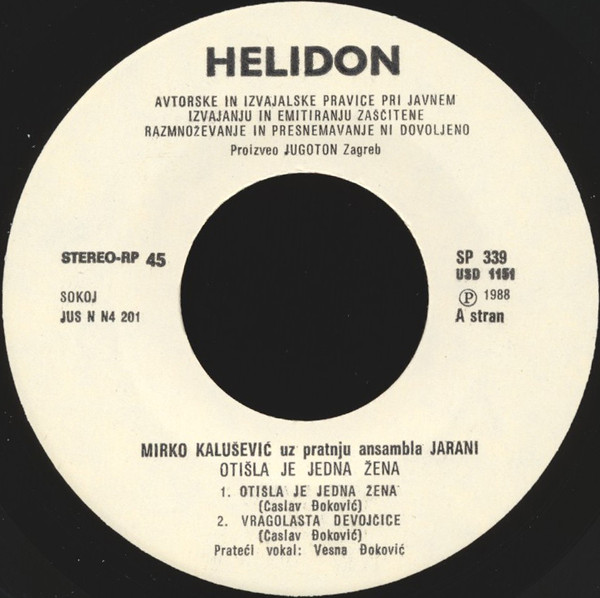 HELIDON
AVTORSKE IN IZVAJALSKE PRAVICE PRI JAVNEM
IZVAJANJU IN EMITIRANJU ZAŠČITENE
RAZMNOŽEVANJE IN PRESNEMAVANJE NI DOVOLJENO
Proizveo JUGOTON Zagreb
STEREO-RP 45
SOKOJ
JUS N N4 201
SP 339
USD 1151
Ⓟ 1988
A stran
MIRKO KALUŠEVIĆ uz pratnju ansambla JARANI
OTIŠLA JE JEDNA ŽENA
1. OTIŠLA JE JEDNA ŽENA
(Časlav Đoković)
2. VRAGOLASTA DEVOJČICE
(Časlav Đoković)
Prateći vokal: Vesna Đoković